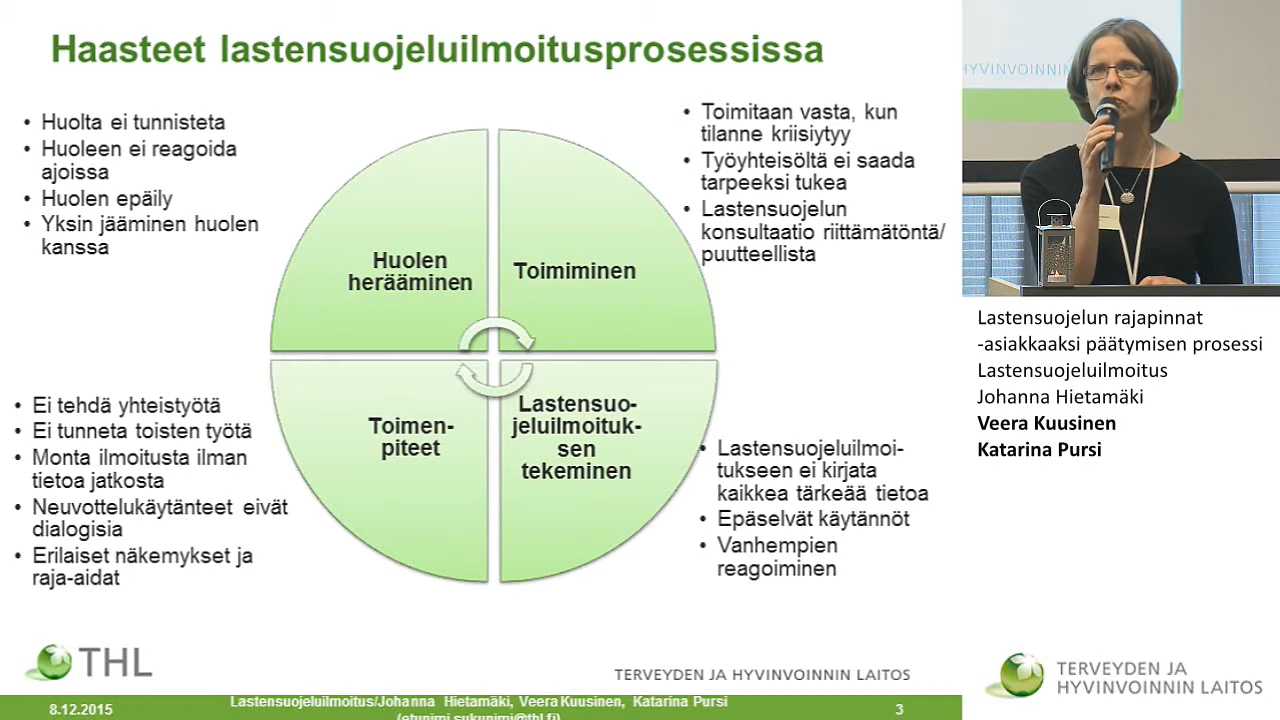 Haasteet lastensuojeluilmoitusprosessissa
• Huolta ei tunnisteta
• Huoleen ei reagoida
ajoissa
• Huolen epäily
• Yksin jääminen huolen
kanssa
• Toimitaan vasta, kun
tilanne kriisiytyy
• Työyhteisöltä ei saada
tarpeeksi tukea
• Lastensuojelun
konsultaatio riittämätöntä/
puutteellista
Huolen
herääminen
Toimiminen
Toimen-
piteet
Lastensuo-
jeluilmoituk-
sen
tekeminen
• Ei tehdä yhteistyötä
• Ei tunneta toisten työtä
• Monta ilmoitusta ilman
tietoa jatkosta
• Neuvottelukäytänteet eivät
dialogisia
• Erilaiset näkemykset ja
raja-aidat
• Lastensuojeluilmoi-
tukseen ei kirjata
kaikkea tärkeää tietoa
• Epäselvät käytännöt
• Vanhempien
reagoiminen
THL
TERVEYDEN JA HYVINVOINNIN LAITOS
8.12.2015
Lastensuojeluilmoitus/Johanna Hietamäki, Veera Kuusinen, Katarina Pursi
(etunimi.sukunimi@thl.fi)
3
HYVINVOINNIN
Lastensuojelun rajapinnat
-asiakkaaksi päätymisen prosessi
Lastensuojeluilmoitus
Johanna Hietamäki
Veera Kuusinen
Katarina Pursi
TERVEYDEN JA
HYVINVOINNIN LAITOS